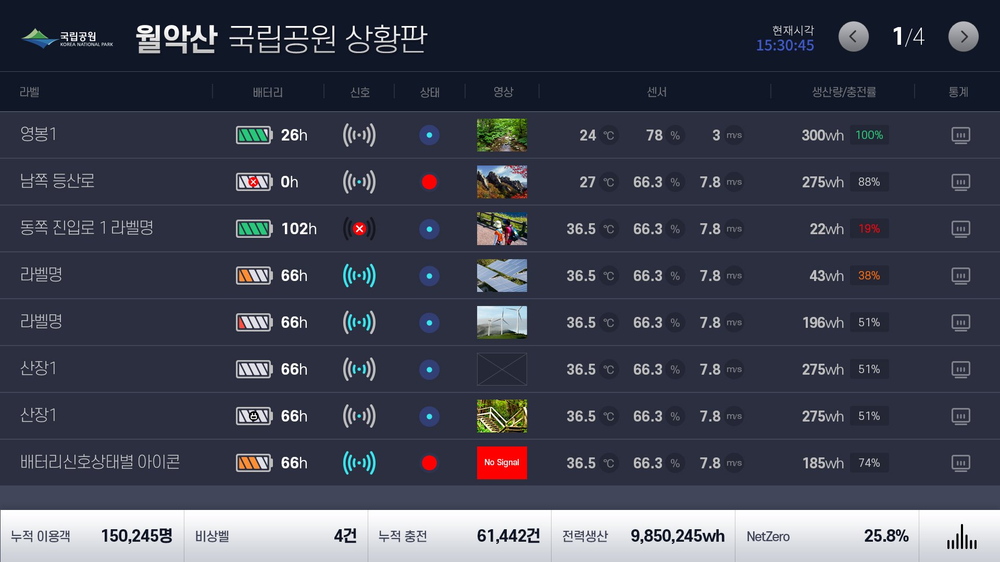 국립공원
KOREA NATIONAL PARK
월악산 국립공원 상황판
현재시각
15:30:45
1/4
라벨 배터리 신호 상태 영상 센서 생산량/충전률 통계
영봉1 26h 24 ℃ 78 % 3 m/s 300wh 100%
남쪽 등산로 0h 27 ℃ 66.3 % 7.8 m/s 275wh 88%
동쪽 진입로 1 라벨명 102h 36.5 ℃ 66.3 % 7.8 m/s 22wh 19%
라벨명 66h 36.5 ℃ 66.3 % 7.8 m/s 43wh 38%
라벨명 66h 36.5 ℃ 66.3 % 7.8 m/s 196wh 51%
산장1 66h 36.5 ℃ 66.3 % 7.8 m/s 275wh 51%
산장1 66h 36.5 ℃ 66.3 % 7.8 m/s 275wh 51%
배터리신호상태별 아이콘 66h No Signal 36.5 ℃ 66.3 % 7.8 m/s 185wh 74%
누적 이용객 150,245명 비상벨 4건 누적 충전 61,442건 전력생산 9,850,245wh NetZero 25.8%